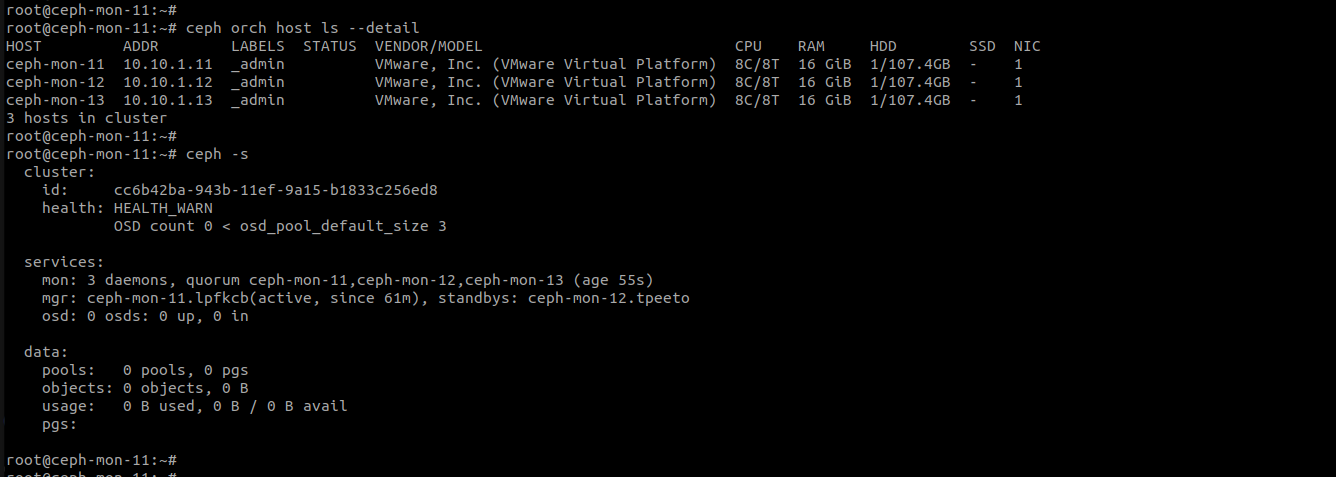 root@ceph-mon-11:~#
root@ceph-mon-11:~# ceph orch host ls --detail
HOST         ADDR        LABELS  STATUS  VENDOR/MODEL                            CPU    RAM     HDD        SSD  NIC
ceph-mon-11  10.10.1.11  _admin          VMware, Inc. (VMware Virtual Platform)  8C/8T  16 GiB  1/107.4GB  -    1
ceph-mon-12  10.10.1.12  _admin          VMware, Inc. (VMware Virtual Platform)  8C/8T  16 GiB  1/107.4GB  -    1
ceph-mon-13  10.10.1.13  _admin          VMware, Inc. (VMware Virtual Platform)  8C/8T  16 GiB  1/107.4GB  -    1
3 hosts in cluster
root@ceph-mon-11:~#
root@ceph-mon-11:~# ceph -s
  cluster:
    id:     cc6b42ba-943b-11ef-9a15-b1833c256ed8
    health: HEALTH_WARN
            OSD count 0 < osd_pool_default_size 3

  services:
    mon: 3 daemons, quorum ceph-mon-11,ceph-mon-12,ceph-mon-13 (age 55s)
    mgr: ceph-mon-11.lpfkcb(active, since 61m), standbys: ceph-mon-12.tpeeto
    osd: 0 osds: 0 up, 0 in

  data:
    pools:   0 pools, 0 pgs
    objects: 0 objects, 0 B
    usage:   0 B used, 0 B / 0 B avail
    pgs:

root@ceph-mon-11:~#
root@ceph-mon-11:~#